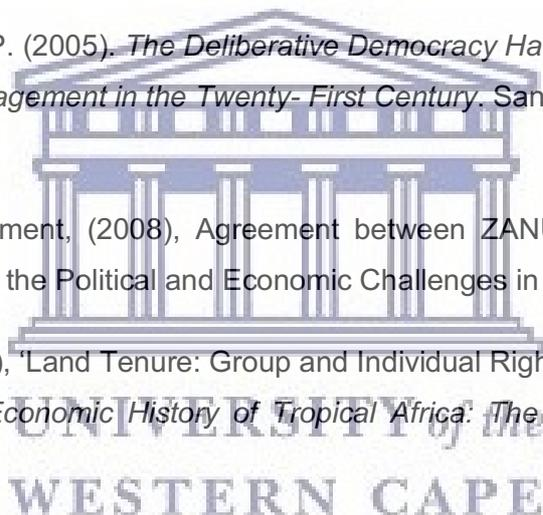 P. (2005). The Deliberative Democracy Ha
agement in the Twenty- First Century. San
ment, (2008), Agreement between ZANU
the Political and Economic Challenges in
), ‘Land Tenure: Group and Individual Righ
Economic History of Tropical Africa: The
UNIVERSITY of the
WESTERN CAPE